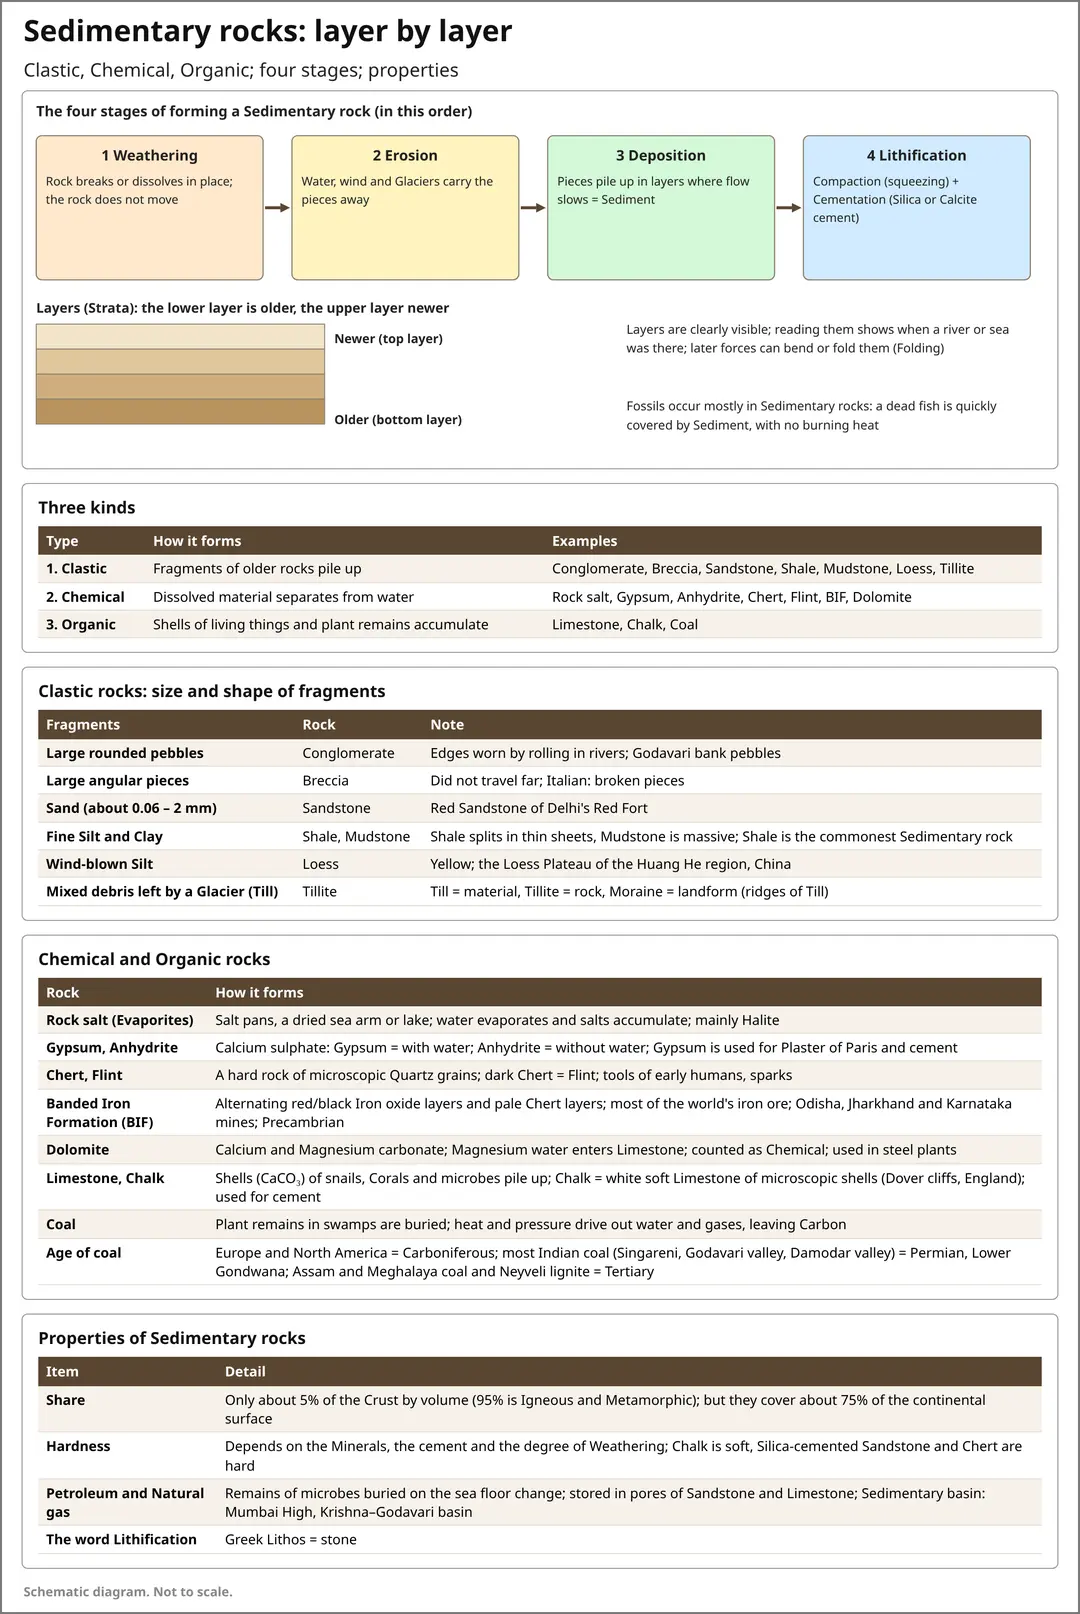 Sedimentary rocks: layer by layer
Clastic, Chemical, Organic; four stages; properties
The four stages of forming a Sedimentary rock (in this order)
1 Weathering
Rock breaks or dissolves in place;
the rock does not move
2 Erosion
Water, wind and Glaciers carry the
pieces away
3 Deposition
Pieces pile up in layers where flow
slows = Sediment
4 Lithification
Compaction (squeezing) +
Cementation (Silica or Calcite
cement)
Layers (Strata): the lower layer is older, the upper layer newer
Newer (top layer)
Older (bottom layer)
Layers are clearly visible; reading them shows when a river or sea
was there; later forces can bend or fold them (Folding)
Fossils occur mostly in Sedimentary rocks: a dead fish is quickly
covered by Sediment, with no burning heat
Three kinds
Type How it forms Examples
1. Clastic Fragments of older rocks pile up Conglomerate, Breccia, Sandstone, Shale, Mudstone, Loess, Tillite
2. Chemical Dissolved material separates from water Rock salt, Gypsum, Anhydrite, Chert, Flint, BIF, Dolomite
3. Organic Shells of living things and plant remains accumulate Limestone, Chalk, Coal
Clastic rocks: size and shape of fragments
Fragments Rock Note
Large rounded pebbles Conglomerate Edges worn by rolling in rivers; Godavari bank pebbles
Large angular pieces Breccia Did not travel far; Italian: broken pieces
Sand (about 0.06 – 2 mm) Sandstone Red Sandstone of Delhi's Red Fort
Fine Silt and Clay Shale, Mudstone Shale splits in thin sheets, Mudstone is massive; Shale is the commonest Sedimentary rock
Wind-blown Silt Loess Yellow; the Loess Plateau of the Huang He region, China
Mixed debris left by a Glacier (Till) Tillite Till = material, Tillite = rock, Moraine = landform (ridges of Till)
Chemical and Organic rocks
Rock How it forms
Rock salt (Evaporites) Salt pans, a dried sea arm or lake; water evaporates and salts accumulate; mainly Halite
Gypsum, Anhydrite Calcium sulphate: Gypsum = with water; Anhydrite = without water; Gypsum is used for Plaster of Paris and cement
Chert, Flint A hard rock of microscopic Quartz grains; dark Chert = Flint; tools of early humans, sparks
Banded Iron Alternating red/black Iron oxide layers and pale Chert layers; most of the world's iron ore; Odisha, Jharkhand and Karnataka
Formation (BIF) mines; Precambrian
Dolomite Calcium and Magnesium carbonate; Magnesium water enters Limestone; counted as Chemical; used in steel plants
Limestone, Chalk Shells (CaCO₃) of snails, Corals and microbes pile up; Chalk = white soft Limestone of microscopic shells (Dover cliffs, England);
used for cement
Coal Plant remains in swamps are buried; heat and pressure drive out water and gases, leaving Carbon
Age of coal Europe and North America = Carboniferous; most Indian coal (Singareni, Godavari valley, Damodar valley) = Permian, Lower
Gondwana; Assam and Meghalaya coal and Neyveli lignite = Tertiary
Properties of Sedimentary rocks
Item Detail
Share Only about 5% of the Crust by volume (95% is Igneous and Metamorphic); but they cover about 75% of the continental
surface
Hardness Depends on the Minerals, the cement and the degree of Weathering; Chalk is soft, Silica-cemented Sandstone and Chert are
hard
Petroleum and Natural Remains of microbes buried on the sea floor change; stored in pores of Sandstone and Limestone; Sedimentary basin:
gas Mumbai High, Krishna–Godavari basin
The word Lithification Greek Lithos = stone
Schematic diagram. Not to scale.